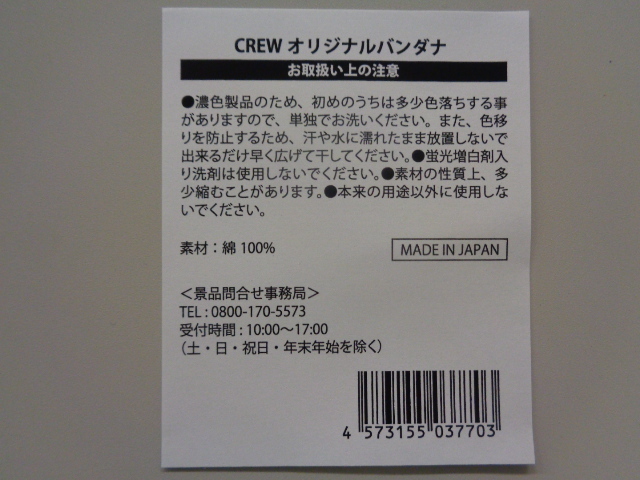 CREW オリジナルバンダナ
お取扱い上の注意
●濃色製品のため、初めのうちは多少色落ちする事
がありますので、単独でお洗いください。また、色移
りを防止するため、汗や水に濡れたまま放置しないで
出来るだけ早く広げて干してください。●蛍光増白剤入
り洗剤は使用しないでください。●素材の性質上、多
少縮むことがあります。●本来の用途以外に使用しな
いでください。
素材：綿 100%
MADE IN JAPAN
＜景品問合せ事務局＞
TEL : 0800-170-5573
受付時間 : 10:00～17:00
（土・日・祝日・年末年始を除く）
4 573155 037703